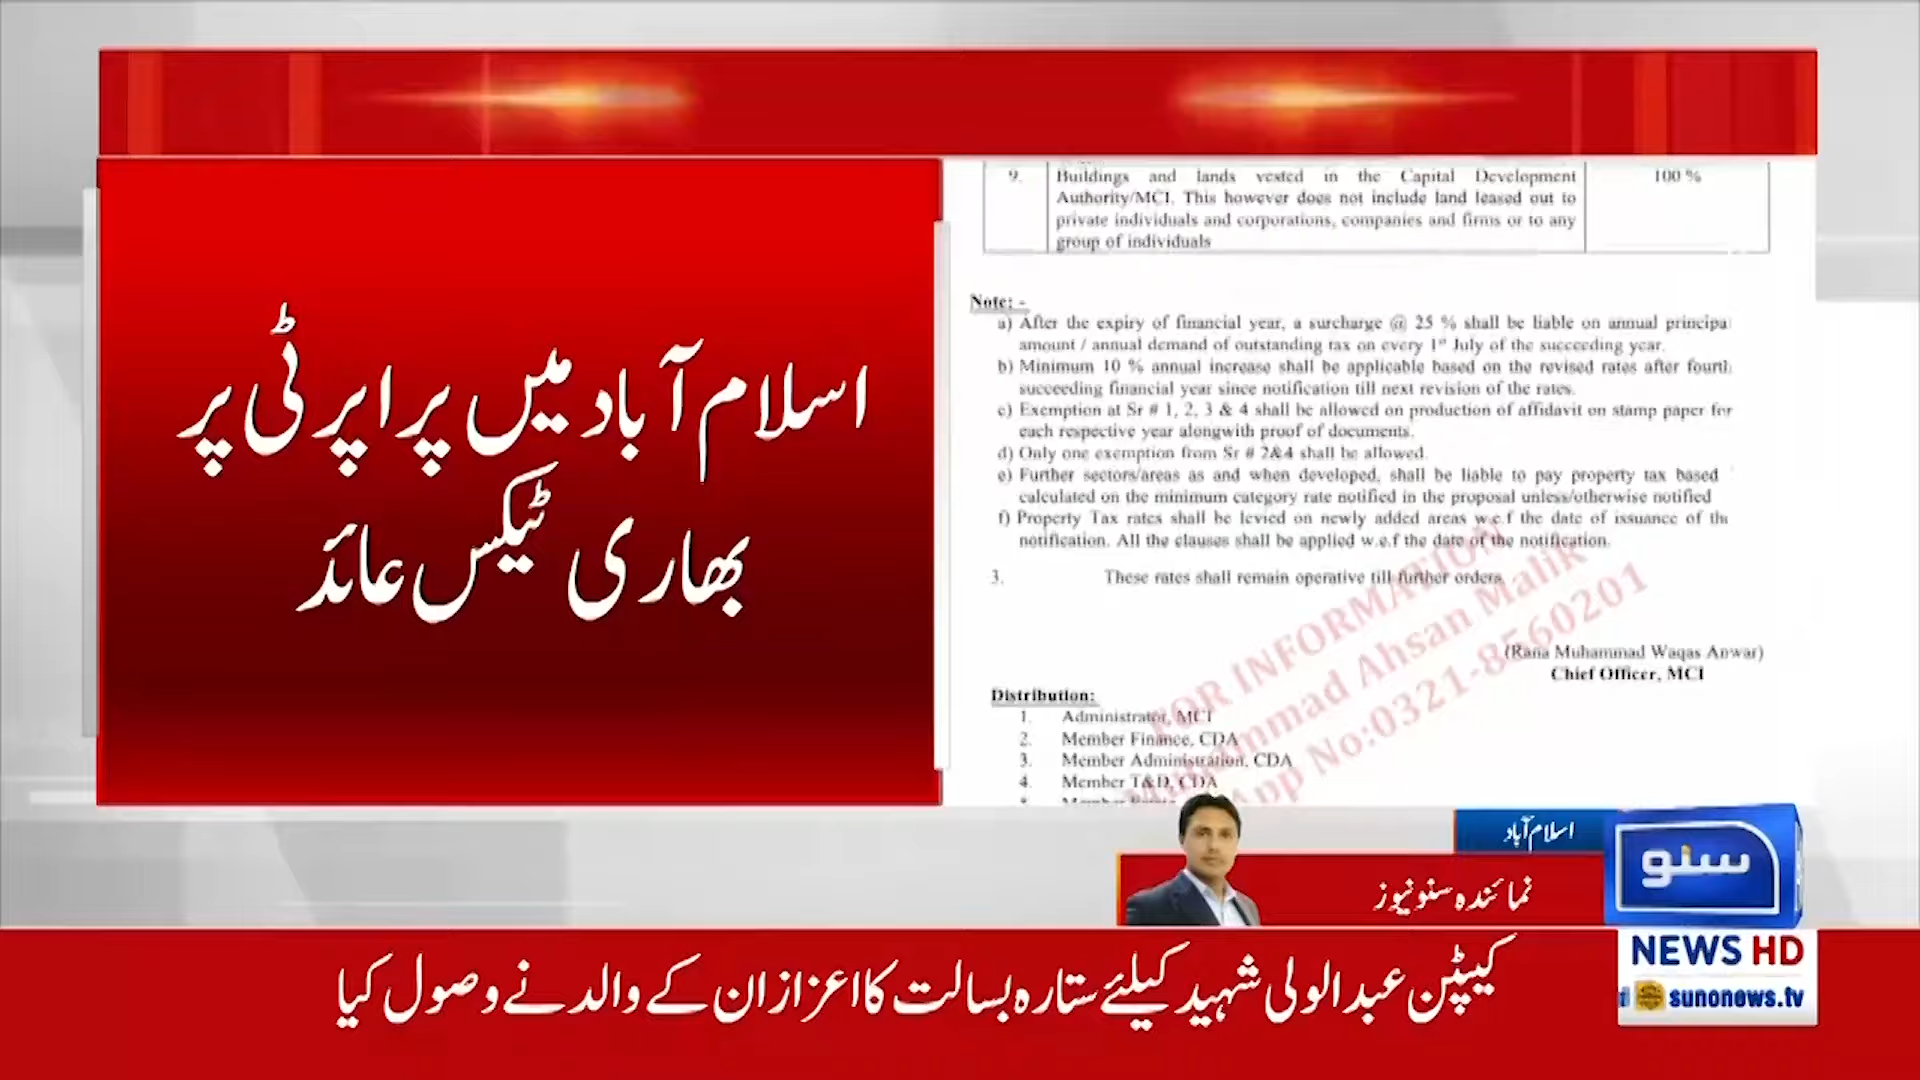 اسلام آباد میں پراپرٹی پر
بھاری ٹیکس عائد
9. Buildings and lands vested in the Capital Development 100 %
Authority/MCI. This however does not include land leased out to
private individuals and corporations, companies and firms or to any
group of individuals
Note: -
a) After the expiry of financial year, a surcharge @ 25 % shall be liable on annual principa
amount / annual demand of outstanding tax on every 1st July of the succeeding year.
b) Minimum 10 % annual increase shall be applicable based on the revised rates after fourth
succeeding financial year since notification till next revision of the rates.
c) Exemption at Sr # 1, 2, 3 & 4 shall be allowed on production of affidavit on stamp paper for
each respective year alongwith proof of documents.
d) Only one exemption from Sr # 2&4 shall be allowed.
e) Further sectors/areas as and when developed, shall be liable to pay property tax based
calculated on the minimum category rate notified in the proposal unless/otherwise notified
f) Property Tax rates shall be levied on newly added areas w.e.f the date of issuance of the
notification. All the clauses shall be applied w.e.f the date of the notification.
3. These rates shall remain operative till further orders.
(Rana Muhammad Waqas Anwar)
Chief Officer, MCI
Distribution:
1. Administrator, MCI
2. Member Finance, CDA
3. Member Administration, CDA
4. Member T&D, CDA
FOR INFORMATION
Muhammad Ahsan Malik
App No:0321-8560201
اسلام آباد
نمائندہ سنو نیوز
سنو
NEWS HD
sunonews.tv
کیپٹن عبدالولی شہید کیلئے ستارہ بسالت کا اعزاز ان کے والد نے وصول کیا